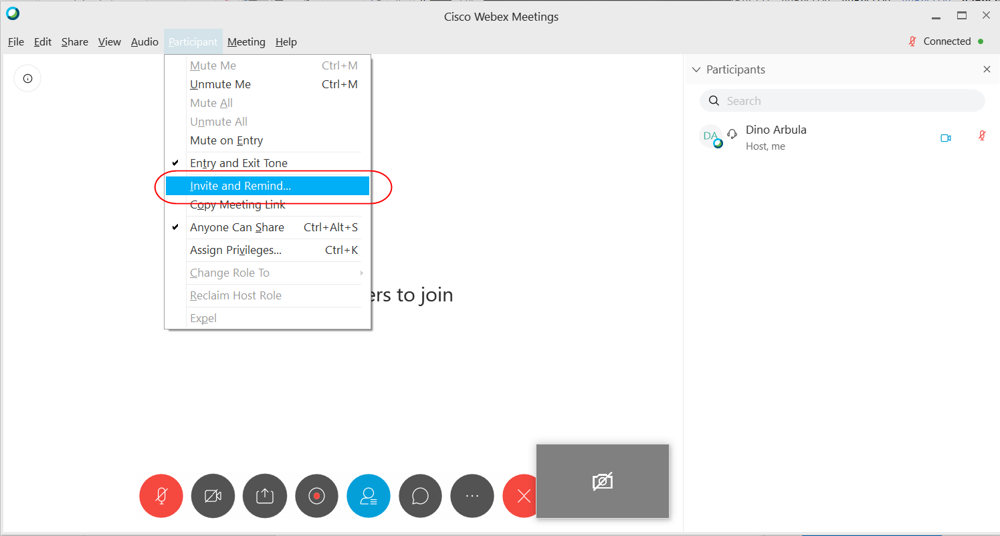 Cisco Webex Meetings
File Edit Share View Audio Participant Meeting Help
Connected
Mute Me Ctrl+M
Unmute Me Ctrl+M
Mute All
Unmute All
Mute on Entry
Entry and Exit Tone
Invite and Remind...
Copy Meeting Link
Anyone Can Share Ctrl+Alt+S
Assign Privileges... Ctrl+K
Change Role To
Reclaim Host Role
Expel
to join
Participants
Search
DA
Dino Arbula
Host, me